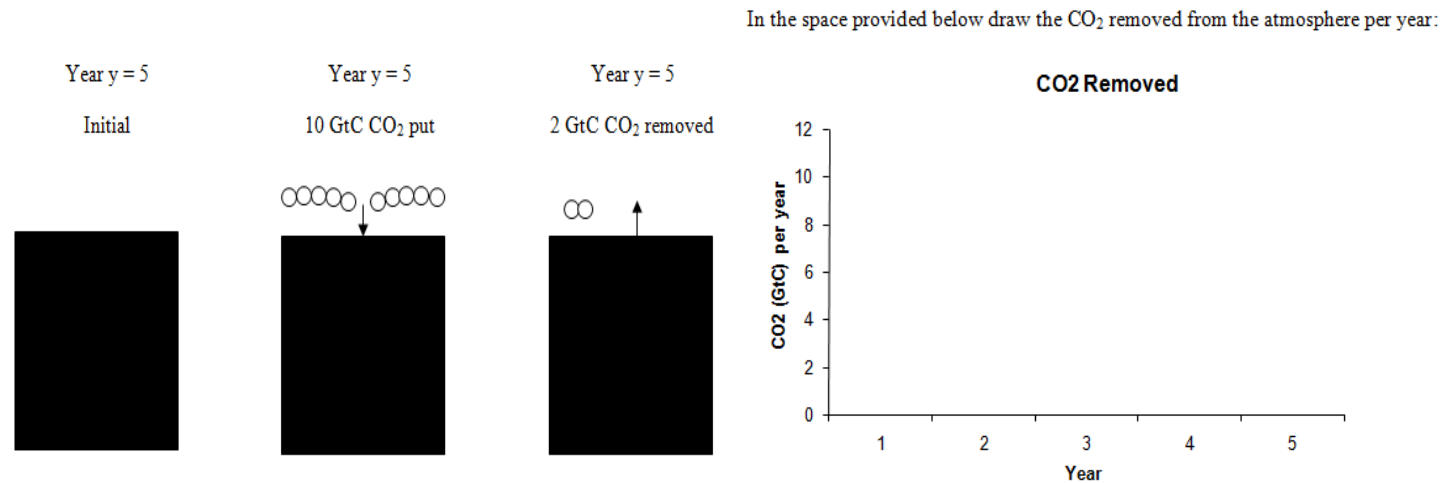 In the space provided below draw the CO2 removed from the atmosphere per year:
Year y = 5
Initial
Year y = 5
10 GtC CO2 put
Year y = 5
2 GtC CO2 removed
CO2 Removed
CO2 (GtC) per year
12
10
8
6
4
2
0
1 2 3 4 5
Year